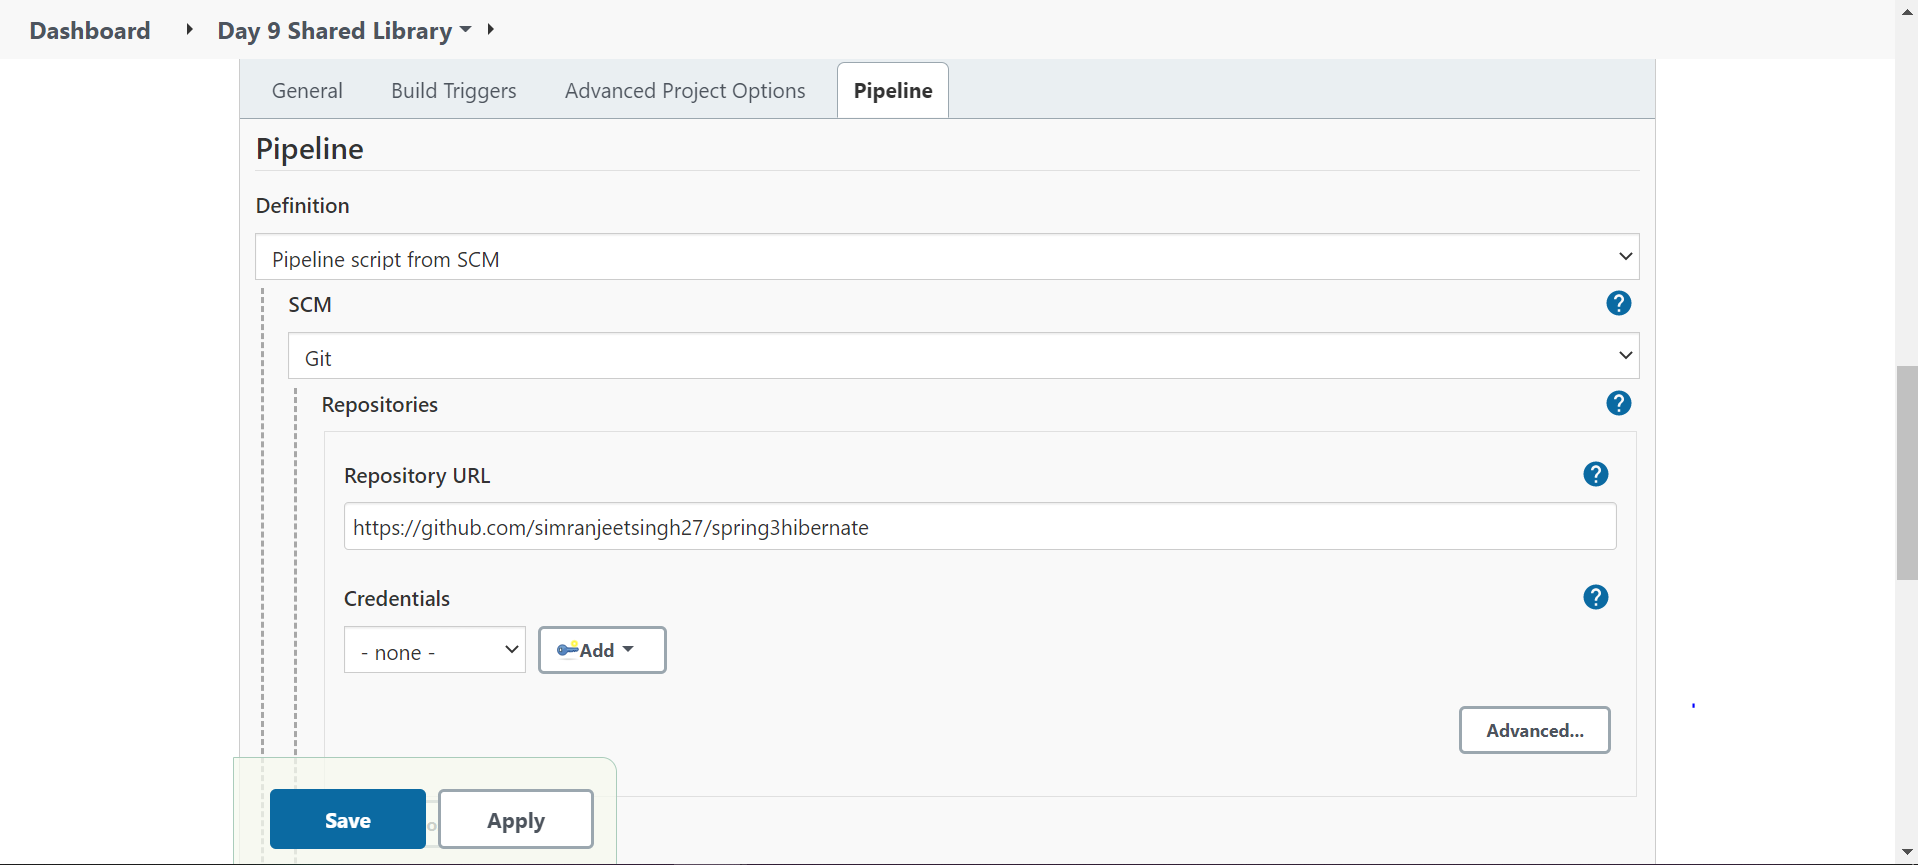 Dashboard Day 9 Shared Library
General Build Triggers Advanced Project Options Pipeline
Pipeline
Definition
Pipeline script from SCM
SCM
?
Git
Repositories
?
Repository URL
?
https://github.com/simranjeetsingh27/spring3hibernate
Credentials
?
- none - Add
Advanced...
Save Apply